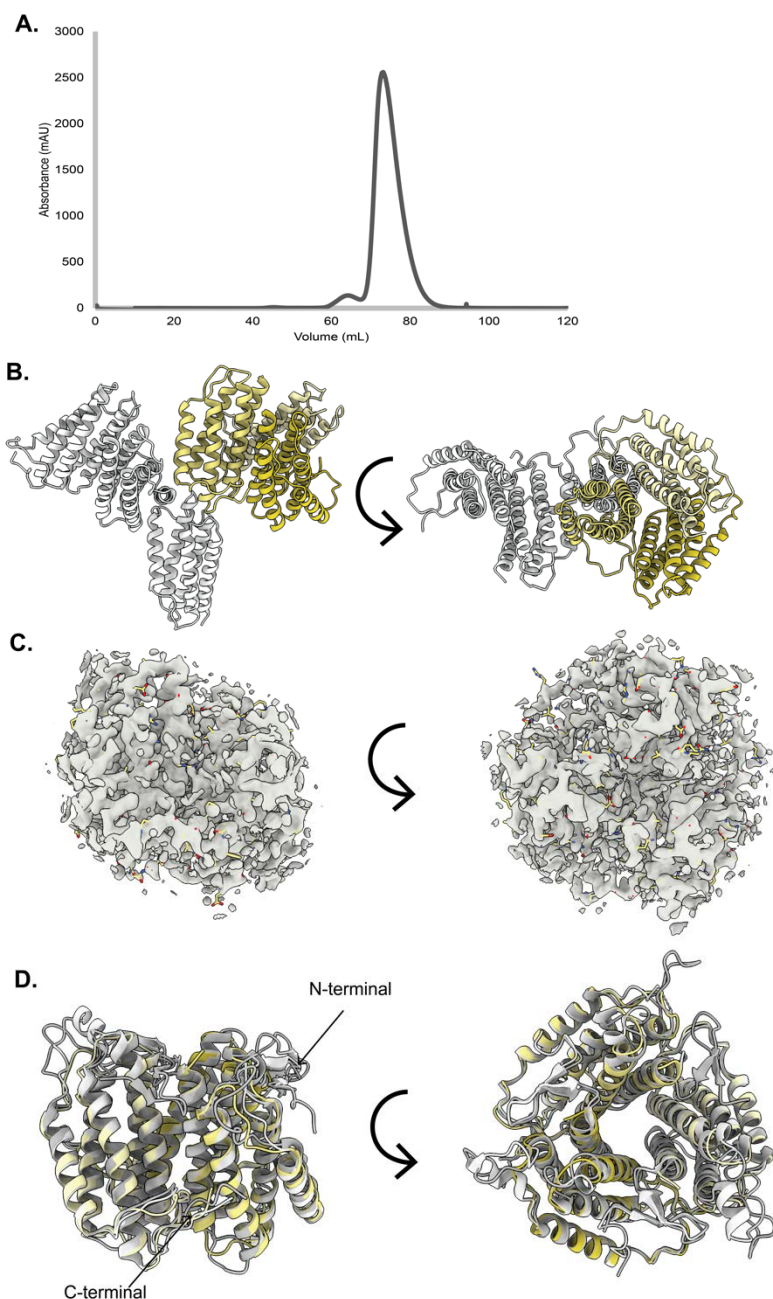 A.
3000
2500
2000
1500
1000
500
0
Absorbance (mAU)
0 20 40 60 80 100 120
Volume (mL)
B.
C.
D.
N-terminal
C-terminal